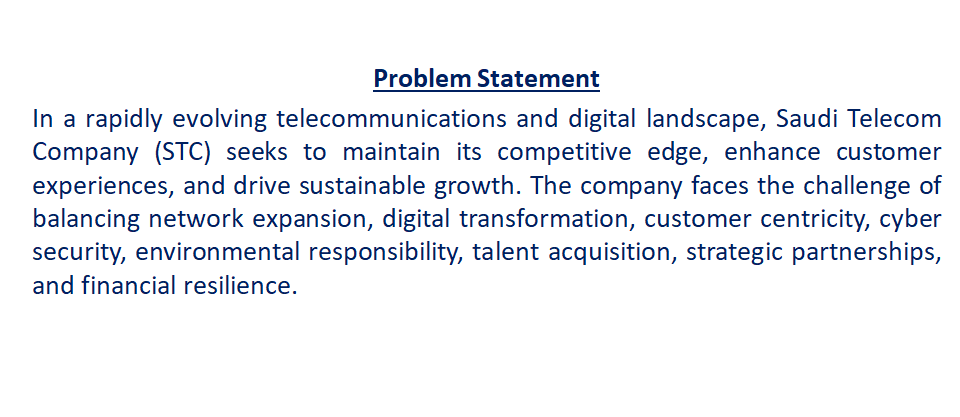 Problem Statement
In a rapidly evolving telecommunications and digital landscape, Saudi Telecom
Company (STC) seeks to maintain its competitive edge, enhance customer
experiences, and drive sustainable growth. The company faces the challenge of
balancing network expansion, digital transformation, customer centricity, cyber
security, environmental responsibility, talent acquisition, strategic partnerships,
and financial resilience.